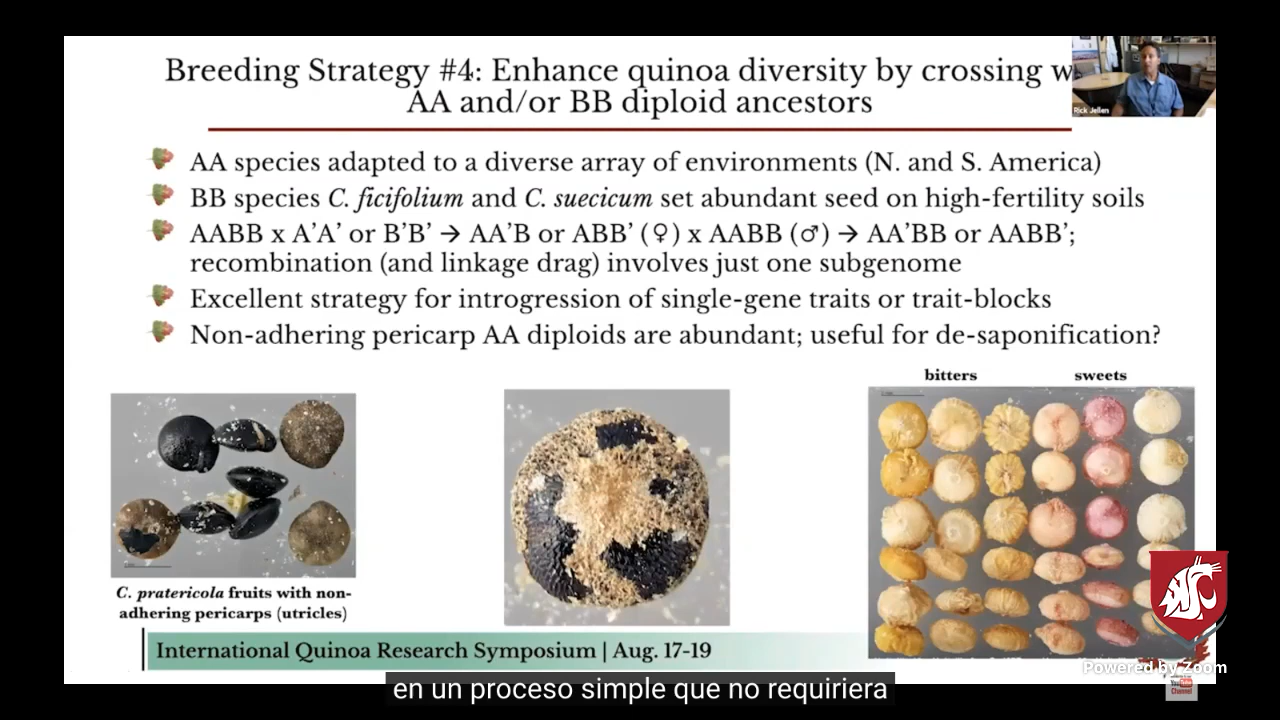 Breeding Strategy #4: Enhance quinoa diversity by crossing w
AA and/or BB diploid ancestors
Rick Jellen
AA species adapted to a diverse array of environments (N. and S. America)
BB species C. ficifolium and C. suecicum set abundant seed on high-fertility soils
AABB x A’A’ or B’B’ → AA’B or ABB’ (♀) x AABB (♂) → AA’BB or AABB’;
recombination (and linkage drag) involves just one subgenome
Excellent strategy for introgression of single-gene traits or trait-blocks
Non-adhering pericarp AA diploids are abundant; useful for de-saponification?
bitters sweets
C. pratericola fruits with non-
adhering pericarps (utricles)
International Quinoa Research Symposium | Aug. 17-19
Powered by Zoom
en un proceso simple que no requiriera
YouTube
Channel